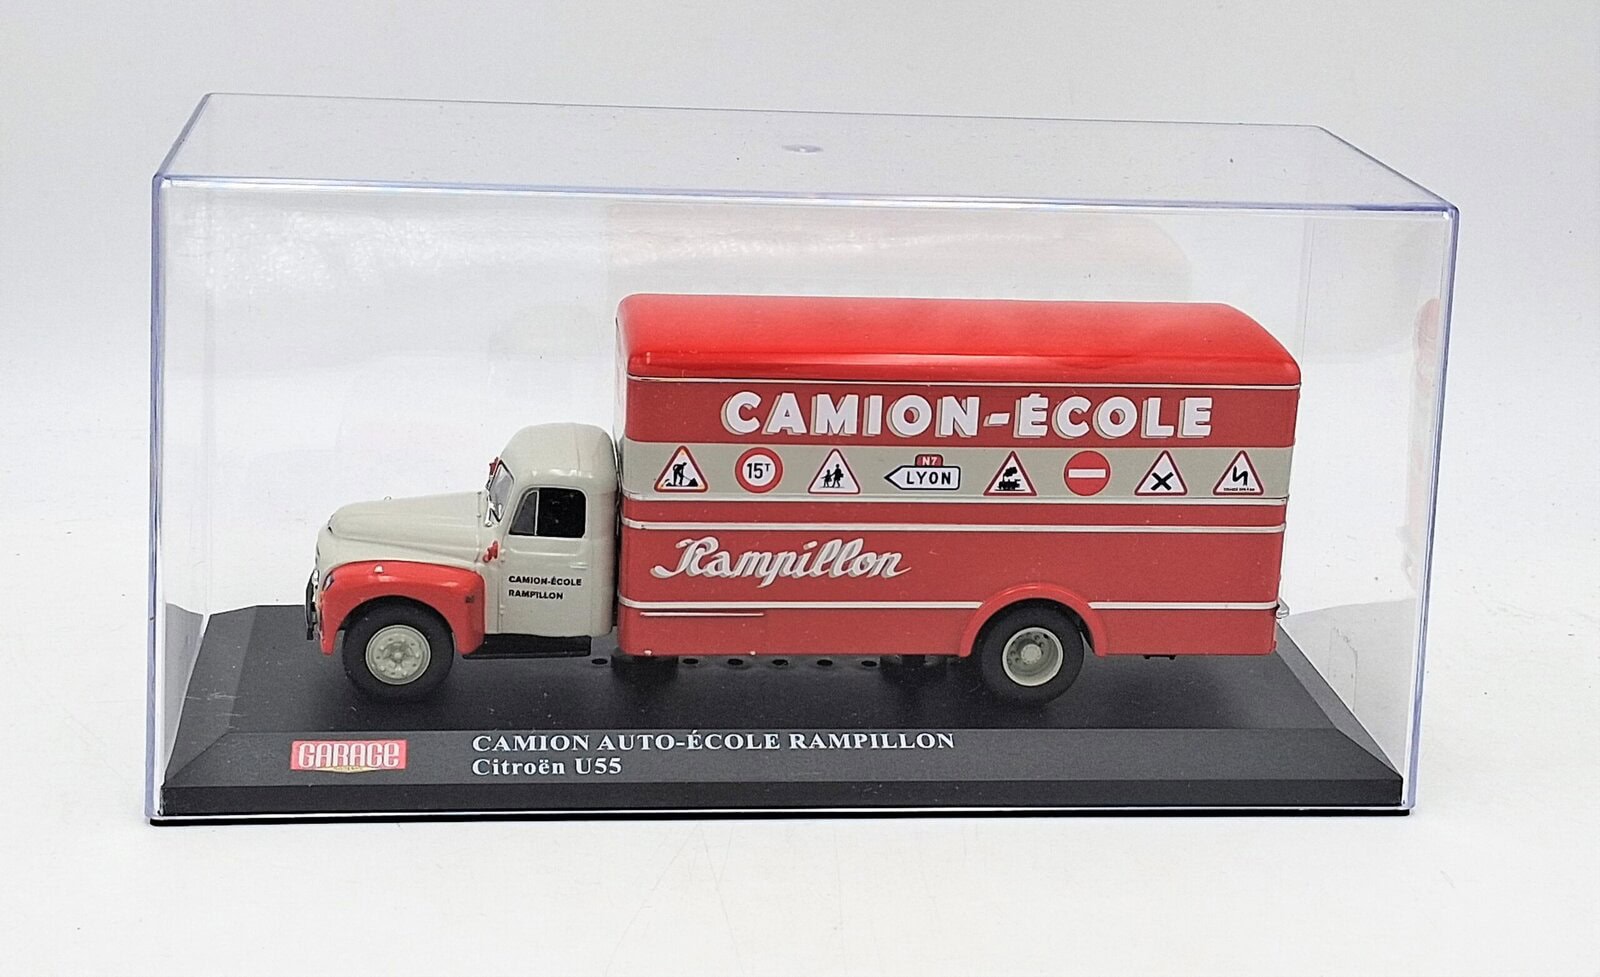 CAMION-ÉCOLE
15T
N7
LYON
Rampillon
CAMION-ÉCOLE
RAMPILLON
GARAGE
CAMION AUTO-ÉCOLE RAMPILLON
Citroën U55